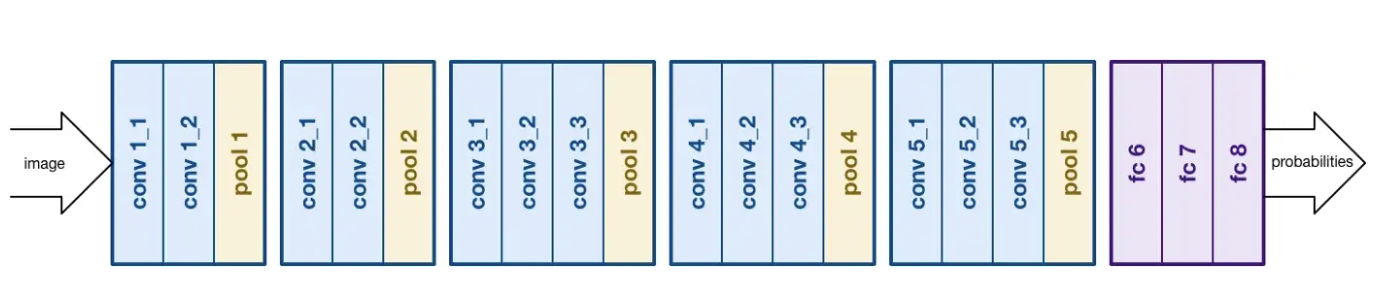 image
conv 1_1
conv 1_2
pool 1
conv 2_1
conv 2_2
pool 2
conv 3_1
conv 3_2
conv 3_3
pool 3
conv 4_1
conv 4_2
conv 4_3
pool 4
conv 5_1
conv 5_2
conv 5_3
pool 5
fc 6
fc 7
fc 8
probabilities